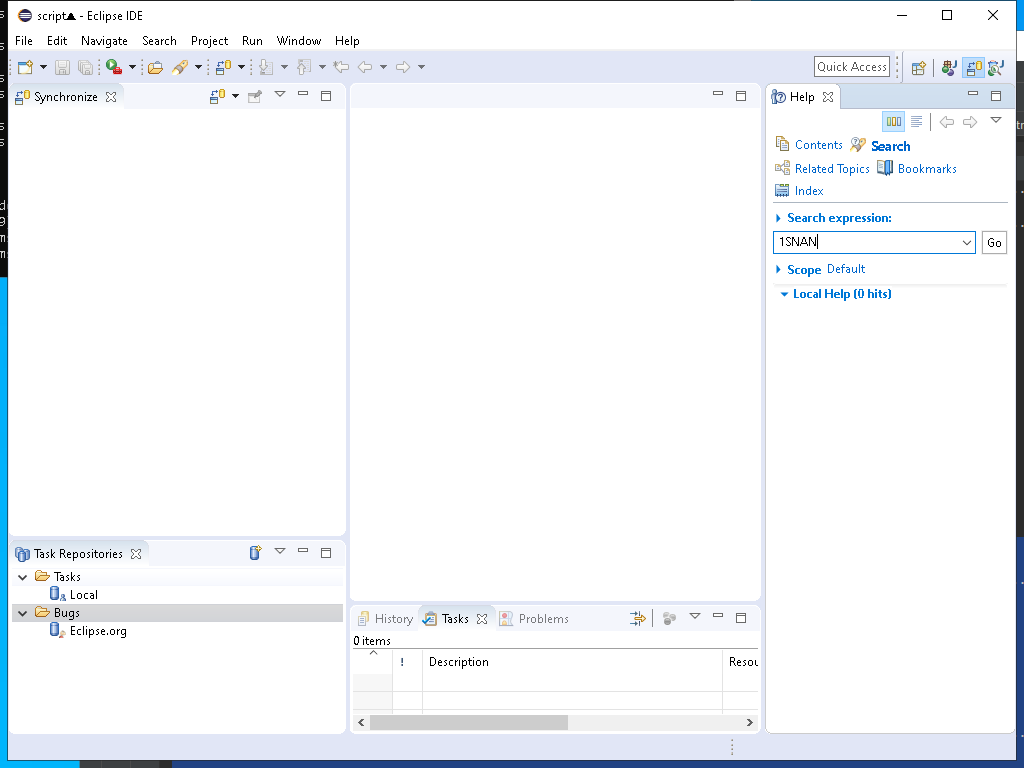 script▲ - Eclipse IDE
File Edit Navigate Search Project Run Window Help
Quick Access
Synchronize
Help
Contents Search
Related Topics Bookmarks
Index
Search expression:
1SNAN
Go
Scope Default
Local Help (0 hits)
Task Repositories
Tasks
Local
Bugs
Eclipse.org
History Tasks Problems
0 items
! Description Resou